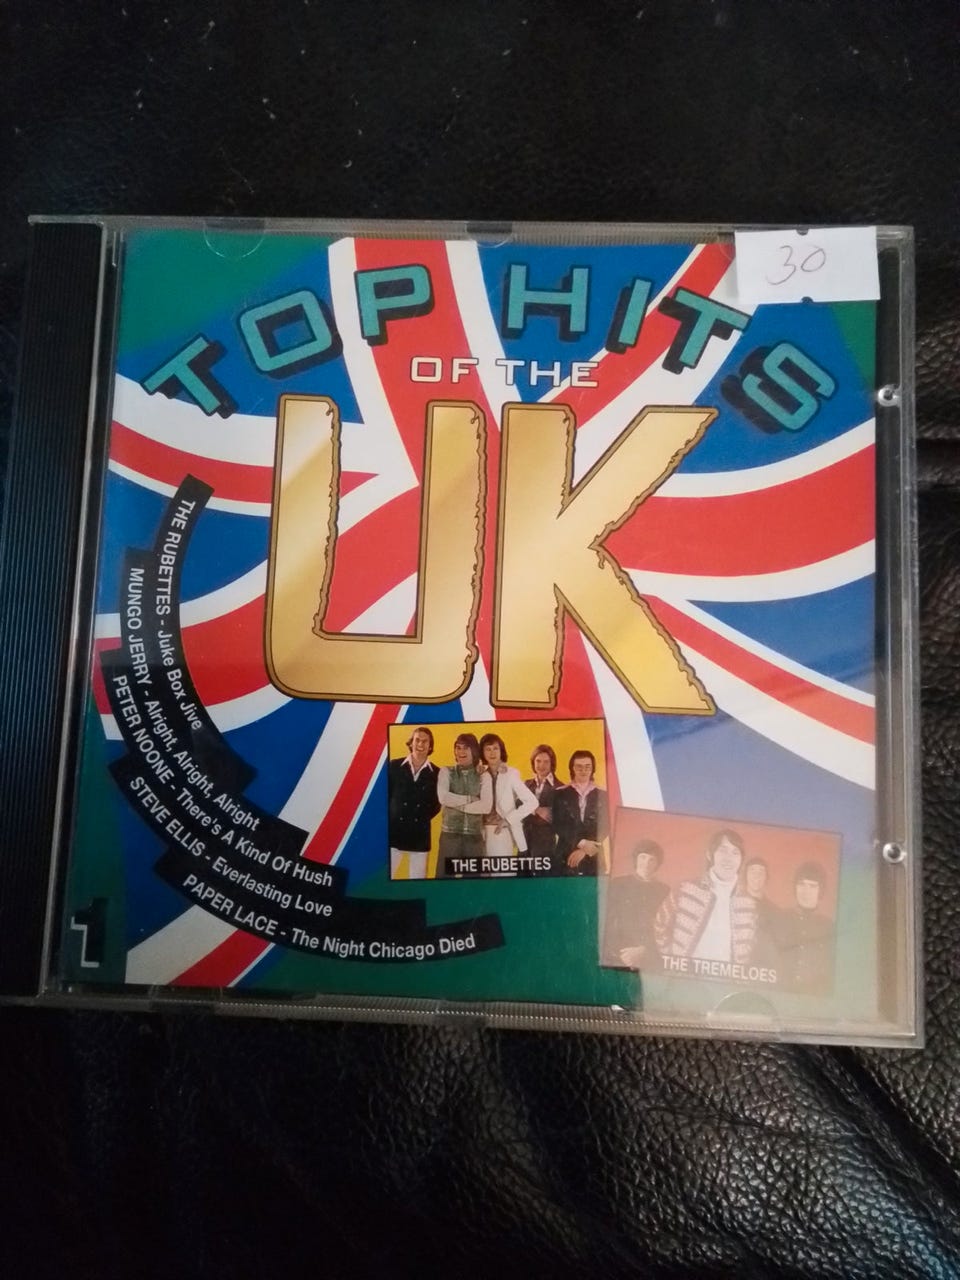 30
TOP HITS
OF THE
UK
THE RUBETTES - Juke Box Jive
MUNGO JERRY - Alright, Alright, Alright
PETER NOONE - There's A Kind Of Hush
STEVE ELLIS - Everlasting Love
PAPER LACE - The Night Chicago Died
THE RUBETTES
THE TREMELOES
1